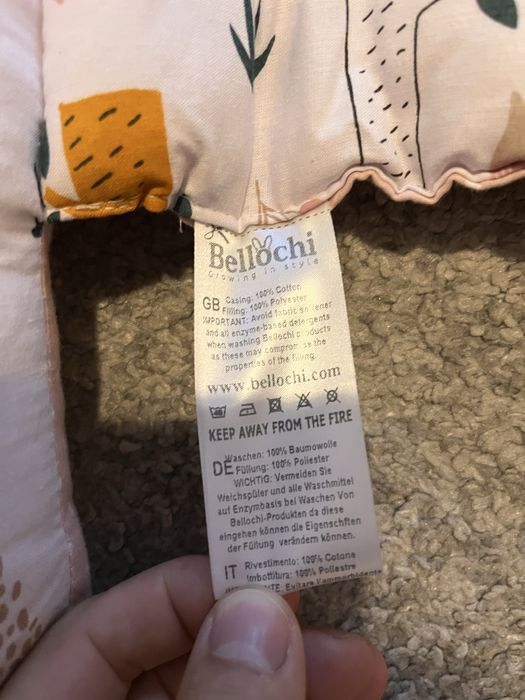 Bellochi
Growing in style
GB Casing: 100% Cotton
Filling: 100% Polyester
IMPORTANT: Avoid fabric softener
and all enzyme-based detergents
when washing Bellochi products
as these may compromise the
properties of the filling.
www.bellochi.com
KEEP AWAY FROM THE FIRE
DE Waschen: 100% Baumowolle
Füllung: 100% Poliester
WICHTIG: Vermeiden Sie
Weichspüler und alle Waschmittel
auf Enzymbasis bei Waschen Von
Bellochi-Produkten da diese
eingehen können die Eigenschften
der Füllung verändern können.
IT Rivestimento: 100% Cotone
Imbottitura: 100% Poliestre
Evitare l'ammorbidente